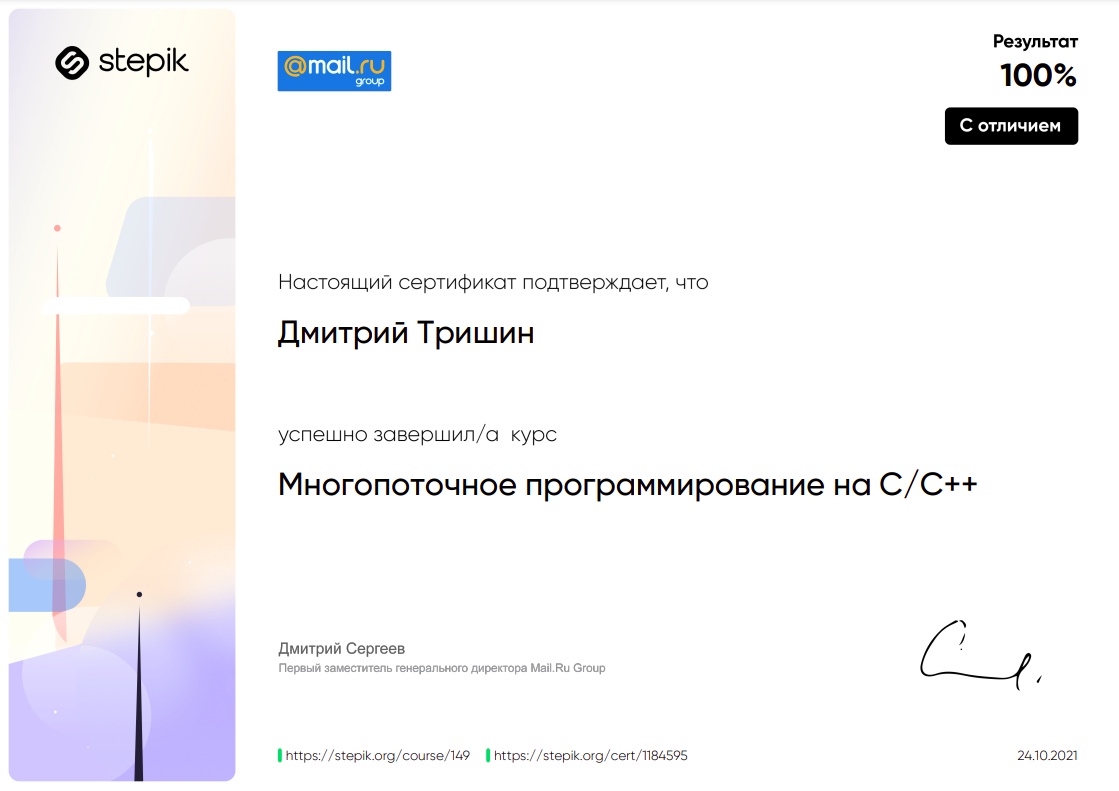 stepik
@mail.ru
group
Результат
100%
С отличием
Настоящий сертификат подтверждает, что
Дмитрий Тришин
успешно завершил/а курс
Многопоточное программирование на C/C++
Дмитрий Сергеев
Первый заместитель генерального директора Mail.Ru Group
https://stepik.org/course/149 https://stepik.org/cert/1184595 24.10.2021